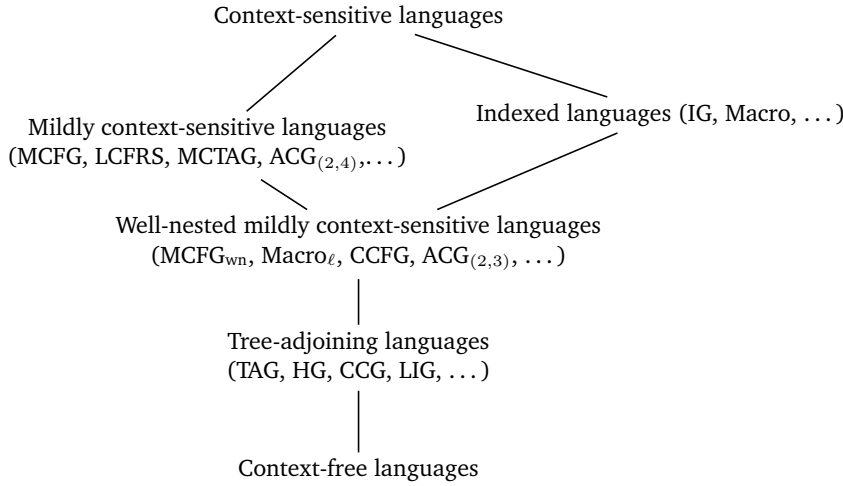 Context-sensitive languages
Indexed languages (IG, Macro, . . . )
Mildly context-sensitive languages
(MCFG, LCFRS, MCTAG, ACG₍₂,₄₎,. . . )
Well-nested mildly context-sensitive languages
(MCFGwn, Macroℓ, CCFG, ACG₍₂,₃₎, . . . )
Tree-adjoining languages
(TAG, HG, CCG, LIG, . . . )
Context-free languages